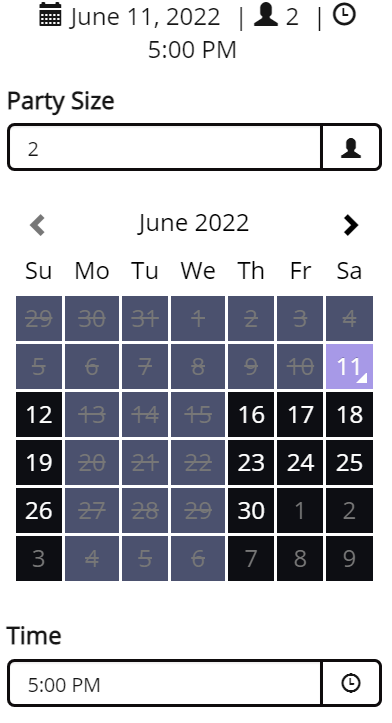 June 11, 2022 | 2 |
5:00 PM
Party Size
2
June 2022
Su Mo Tu We Th Fr Sa
29 30 31 1 2 3 4
5 6 7 8 9 10 11
12 13 14 15 16 17 18
19 20 21 22 23 24 25
26 27 28 29 30 1 2
3 4 5 6 7 8 9
Time
5:00 PM